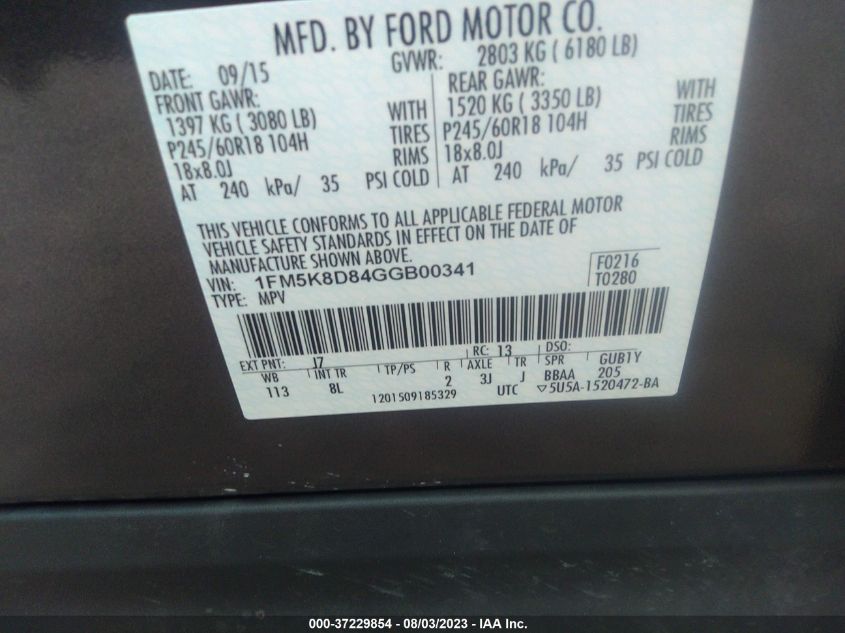 MFD. BY FORD MOTOR CO.
DATE: 09/15 GVWR: 2803 KG ( 6180 LB)
FRONT GAWR: REAR GAWR:
1397 KG ( 3080 LB) WITH 1520 KG ( 3350 LB) WITH
P245/60R18 104H TIRES P245/60R18 104H TIRES
18x8.0J RIMS 18x8.0J RIMS
AT 240 kPa/ 35 PSI COLD AT 240 kPa/ 35 PSI COLD
THIS VEHICLE CONFORMS TO ALL APPLICABLE FEDERAL MOTOR
VEHICLE SAFETY STANDARDS IN EFFECT ON THE DATE OF
MANUFACTURE SHOWN ABOVE.
VIN: 1FM5K8D84GGB00341 F0216
TYPE: MPV T0280
EXT PNT: J7 RC: 13 DSO:
WB INT TR TP/PS R AXLE TR SPR GUB1Y
113 8L 2 3J J BBAA 205
1201509185329 UTC ▽5U5A-1520472-BA
000-37229854 - 08/03/2023 - IAA Inc.